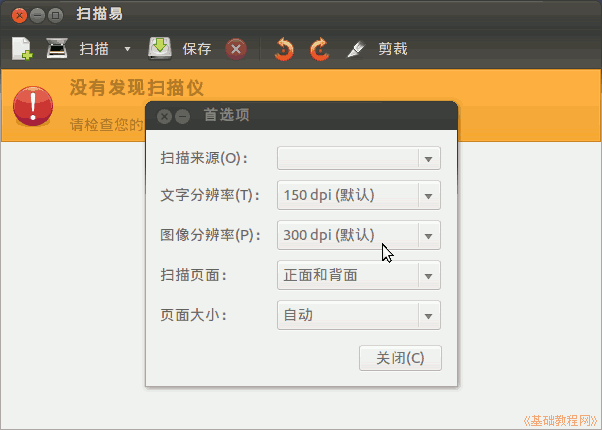 扫描易
扫描 保存 剪裁
没有发现扫描仪
请检查您的
首选项
扫描来源(O)：
文字分辨率(T)： 150 dpi (默认)
图像分辨率(P)： 300 dpi (默认)
扫描页面： 正面和背面
页面大小： 自动
关闭(C)
《基础教程网》